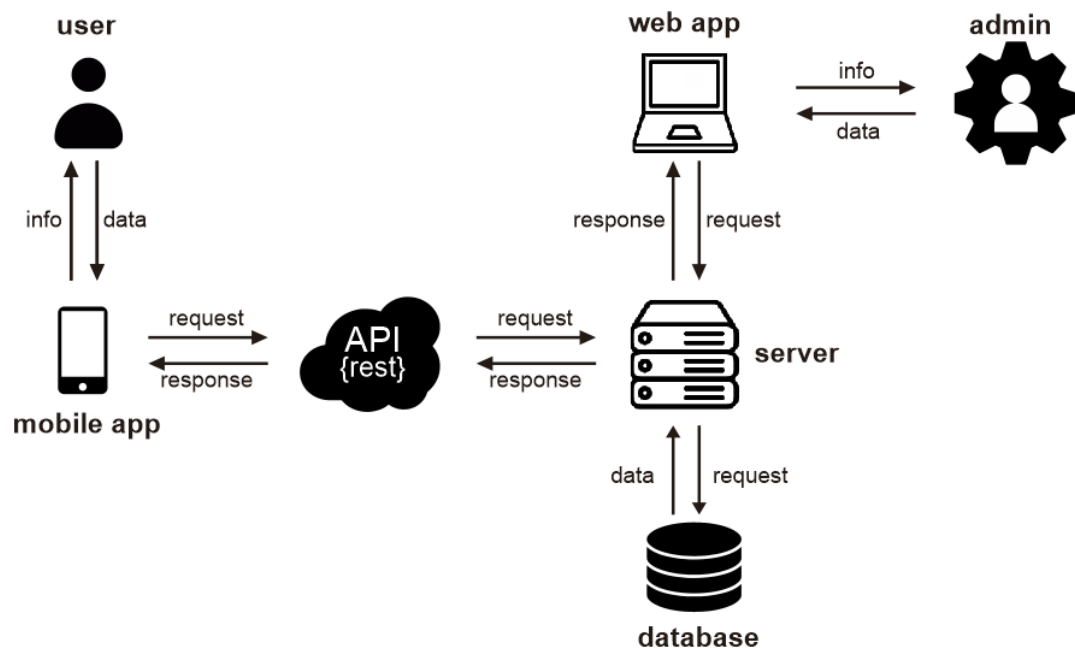 user
web app
admin
info
data
info
data
response
request
request
response
API
{rest}
request
response
server
mobile app
data
request
database